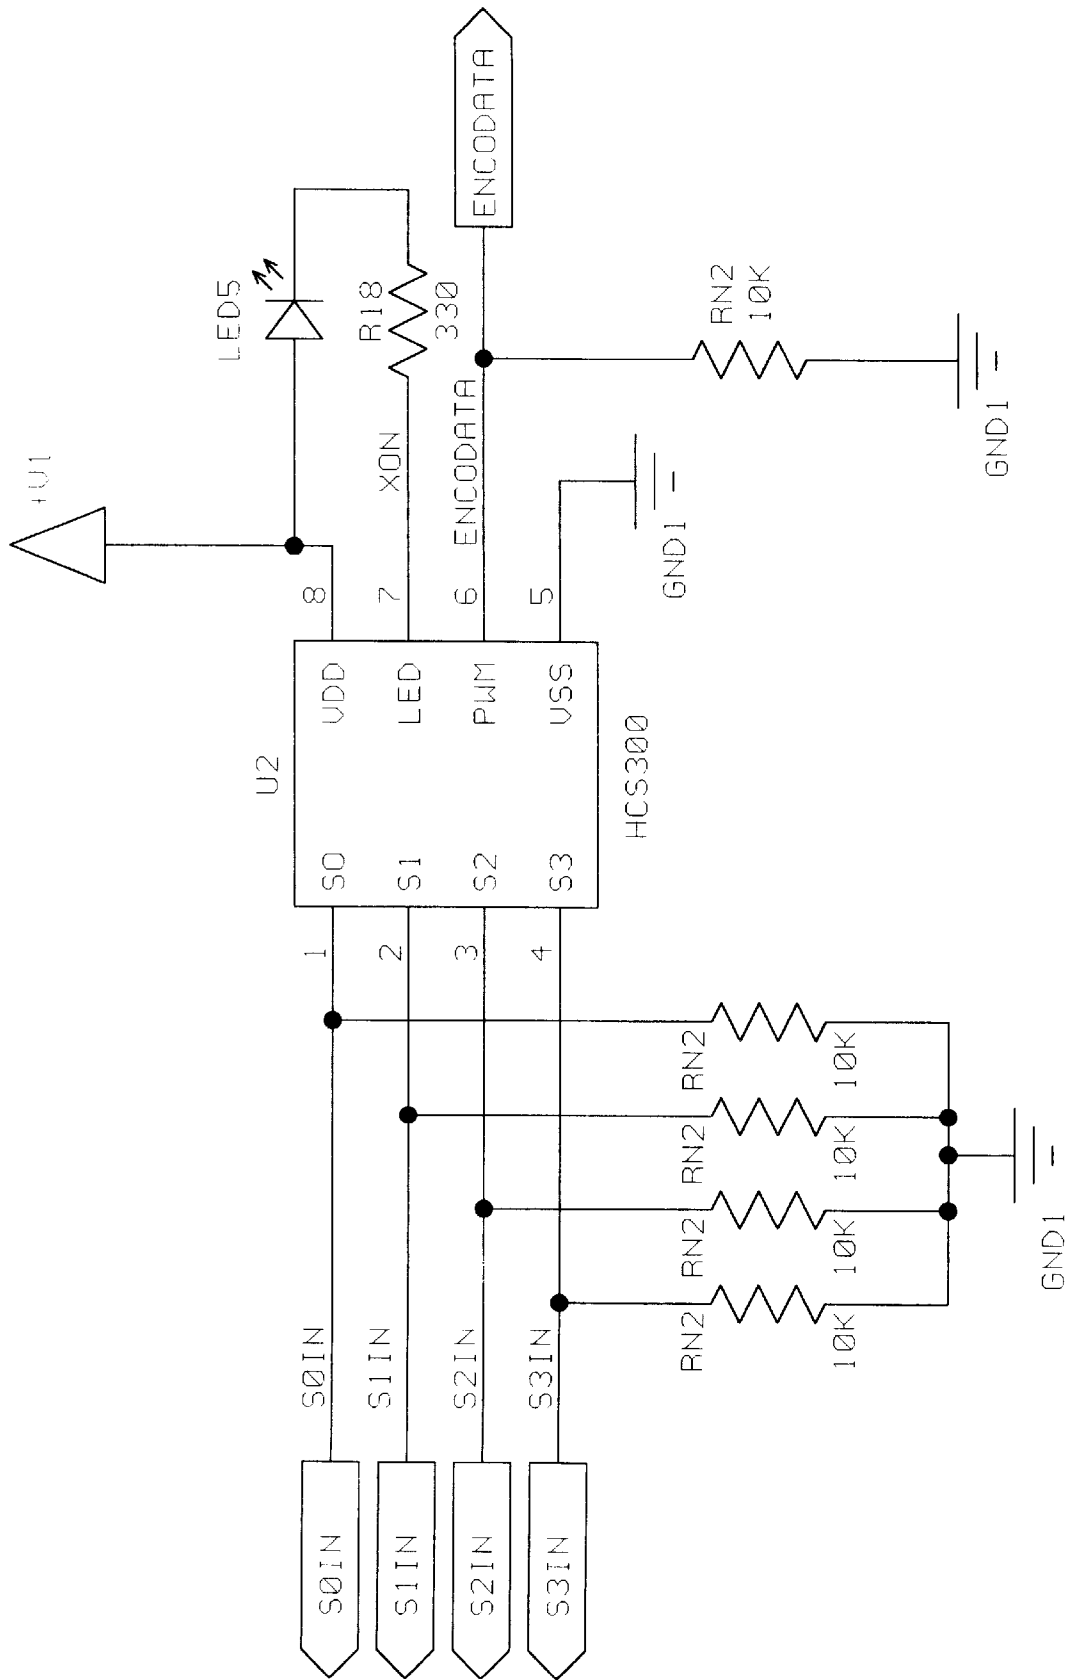 +V1
LED5
R18
330
U2
S0IN
S0IN
1
S0
VDD
8
S1IN
S1IN
2
S1
LED
7
XON
S2IN
S2IN
3
S2
PWM
6
ENCODATA
ENCODATA
S3IN
S3IN
4
S3
VSS
5
HCS300
GND1
RN2
RN2
RN2
RN2
RN2
10K
10K
10K
10K
10K
GND1
GND1